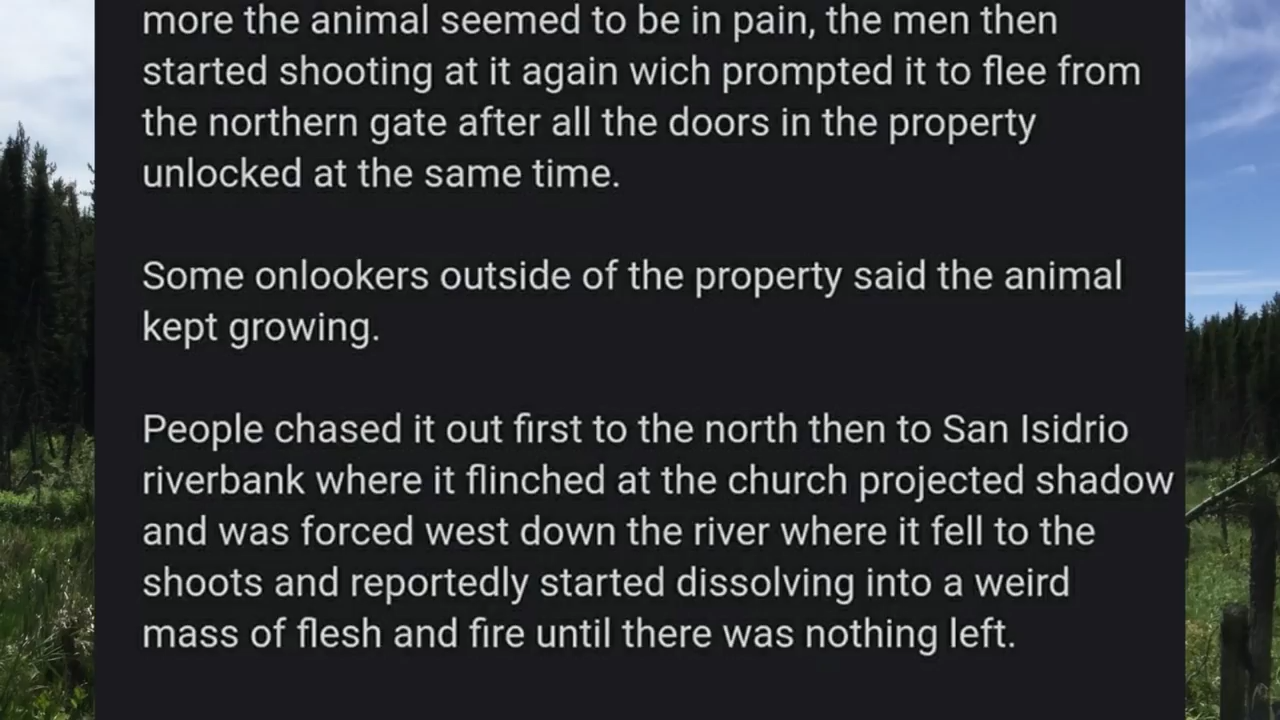 more the animal seemed to be in pain, the men then
started shooting at it again wich prompted it to flee from
the northern gate after all the doors in the property
unlocked at the same time.
Some onlookers outside of the property said the animal
kept growing.
People chased it out first to the north then to San Isidrio
riverbank where it flinched at the church projected shadow
and was forced west down the river where it fell to the
shoots and reportedly started dissolving into a weird
mass of flesh and fire until there was nothing left.